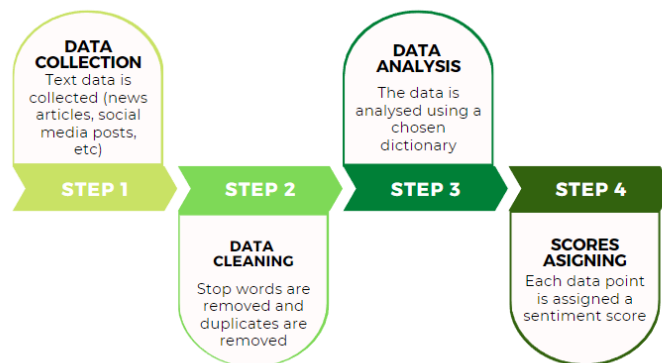 DATA
COLLECTION
Text data is
collected (news
articles, social
media posts,
etc)
STEP 1
STEP 2
DATA
CLEANING
Stop words are
removed and
duplicates are
removed
DATA
ANALYSIS
The data is
analysed using a
chosen
dictionary
STEP 3
STEP 4
SCORES
ASIGNING
Each data point
is assigned a
sentiment score